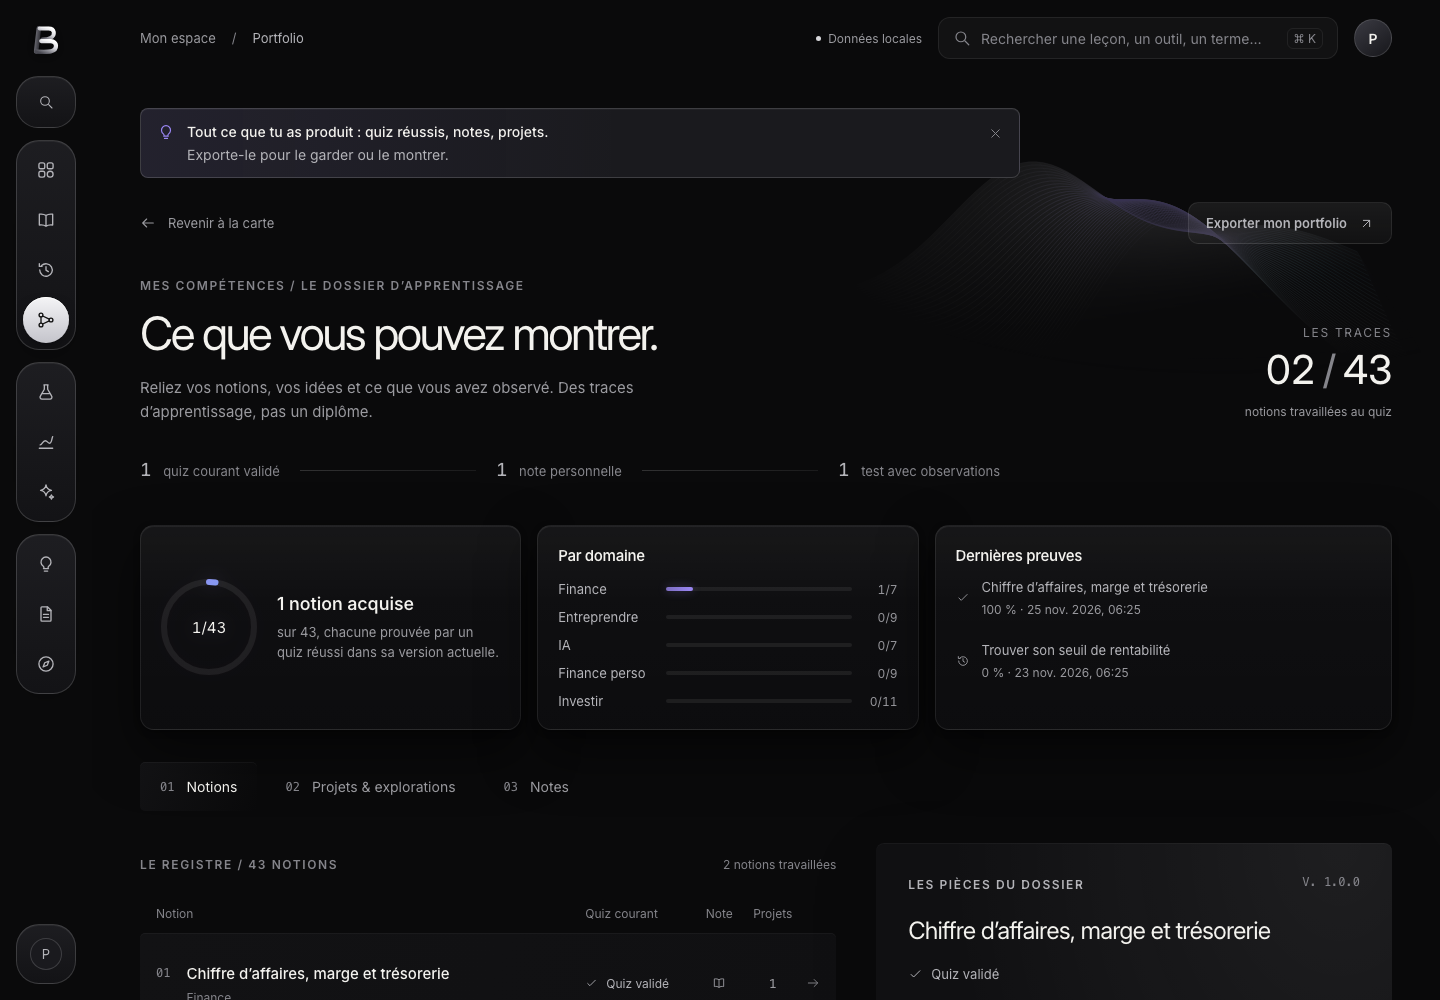 B
Mon espace / Portfolio
Données locales
Rechercher une leçon, un outil, un terme...
⌘ K
P
Tout ce que tu as produit : quiz réussis, notes, projets.
Exporte-le pour le garder ou le montrer.
Revenir à la carte
Exporter mon portfolio
MES COMPÉTENCES / LE DOSSIER D’APPRENTISSAGE
Ce que vous pouvez montrer.
Reliez vos notions, vos idées et ce que vous avez observé. Des traces
d’apprentissage, pas un diplôme.
LES TRACES
02 / 43
notions travaillées au quiz
1 quiz courant validé
1 note personnelle
1 test avec observations
1/43
1 notion acquise
sur 43, chacune prouvée par un
quiz réussi dans sa version actuelle.
Par domaine
Finance 1/7
Entreprendre 0/9
IA 0/7
Finance perso 0/9
Investir 0/11
Dernières preuves
Chiffre d’affaires, marge et trésorerie
100 % · 25 nov. 2026, 06:25
Trouver son seuil de rentabilité
0 % · 23 nov. 2026, 06:25
01 Notions
02 Projets & explorations
03 Notes
LE REGISTRE / 43 NOTIONS
2 notions travaillées
Notion Quiz courant Note Projets
01 Chiffre d’affaires, marge et trésorerie
Finance
Quiz validé 1
LES PIÈCES DU DOSSIER
V. 1.0.0
Chiffre d’affaires, marge et trésorerie
Quiz validé
P